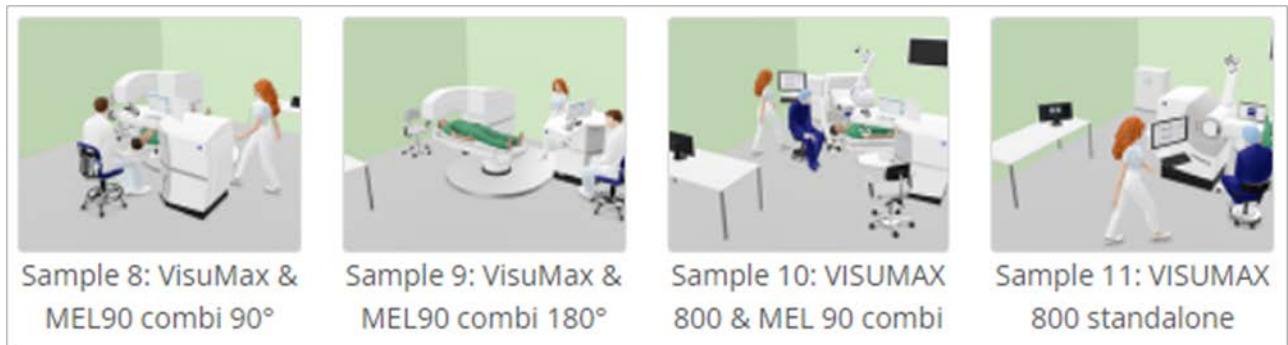 Sample 8: VisuMax &
MEL90 combi 90°
Sample 9: VisuMax &
MEL90 combi 180°
Sample 10: VISUMAX
800 & MEL 90 combi
Sample 11: VISUMAX
800 standalone